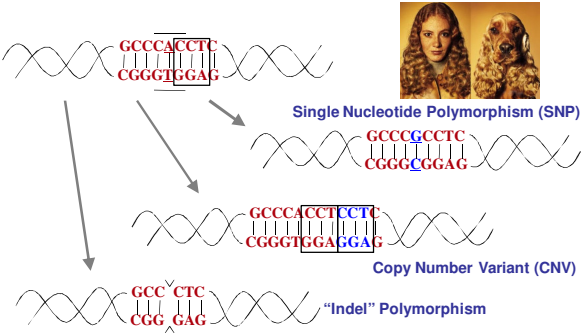 GCCCACCTC
CGGGTGGAG
Single Nucleotide Polymorphism (SNP)
GCCCGCCTC
CGGGCGGAG
GCCCACCTCCTC
CGGGTGGAGGAG
Copy Number Variant (CNV)
GCC CTC
CGG GAG
“Indel” Polymorphism